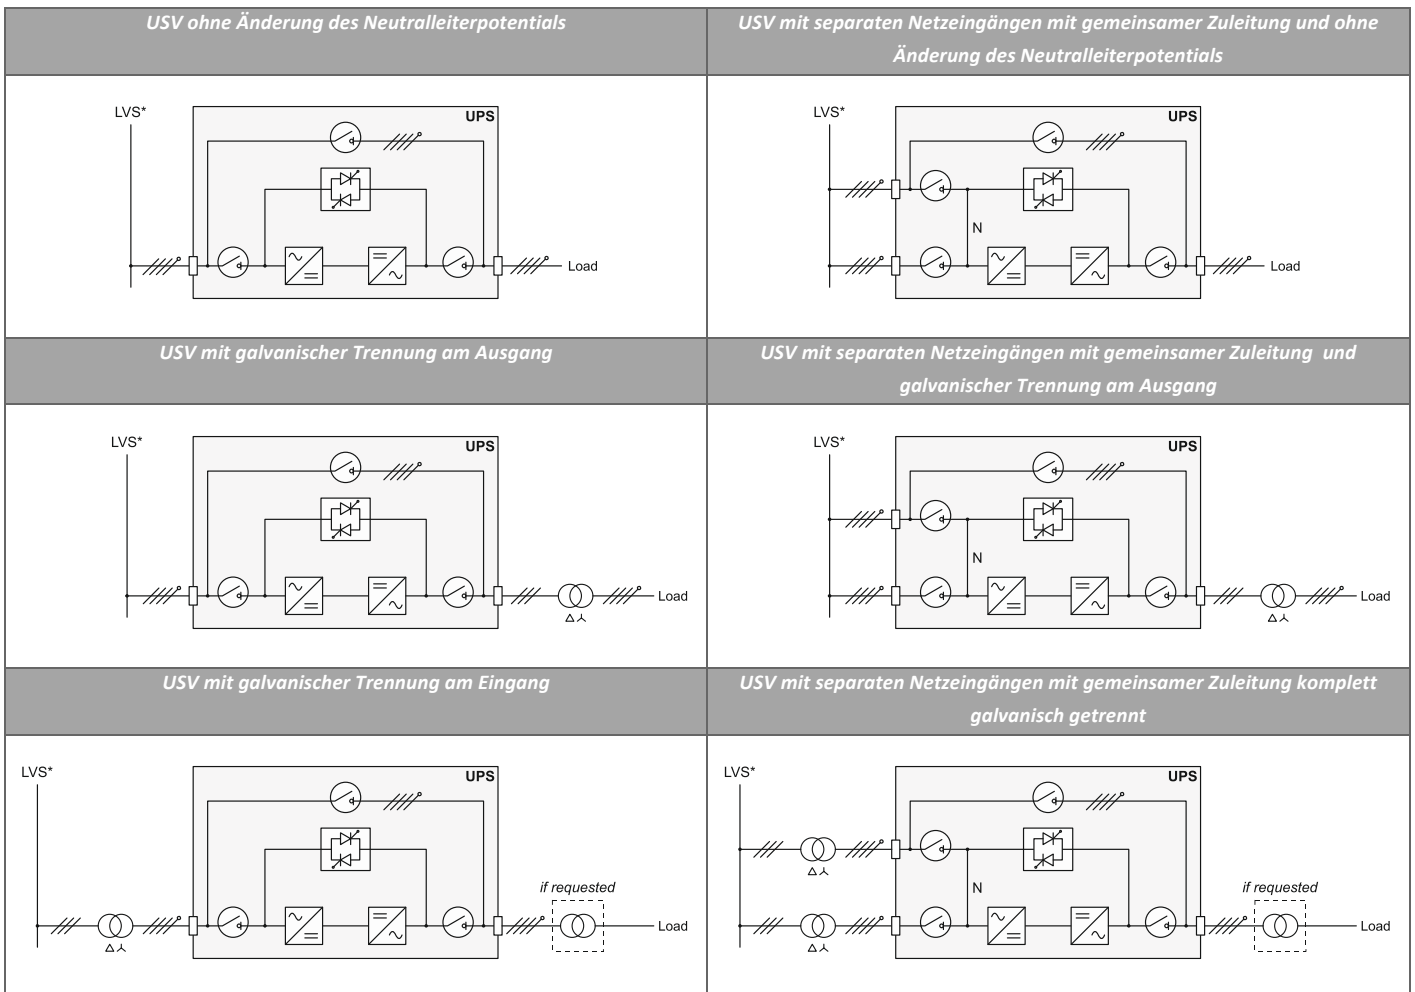 USV ohne Änderung des Neutralleiterpotentials
USV mit separaten Netzeingängen mit gemeinsamer Zuleitung und ohne
Änderung des Neutralleiterpotentials
LVS*
UPS
Load
LVS*
UPS
N
Load
USV mit galvanischer Trennung am Ausgang
USV mit separaten Netzeingängen mit gemeinsamer Zuleitung und
galvanischer Trennung am Ausgang
LVS*
UPS
Load
LVS*
UPS
N
Load
USV mit galvanischer Trennung am Eingang
USV mit separaten Netzeingängen mit gemeinsamer Zuleitung komplett
galvanisch getrennt
LVS*
UPS
if requested
Load
LVS*
UPS
N
if requested
Load